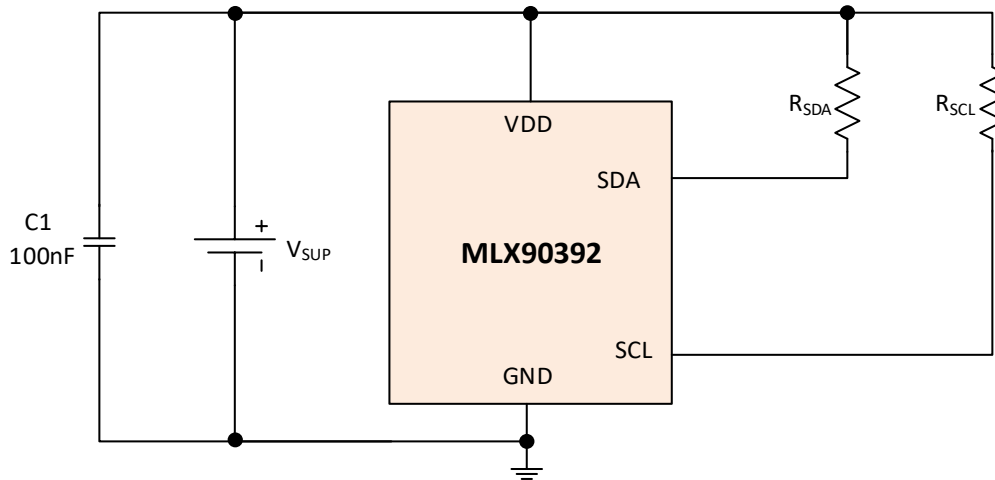 VDD
R_SDA
R_SCL
SDA
C1
100nF
+
V_SUP
MLX90392
SCL
GND